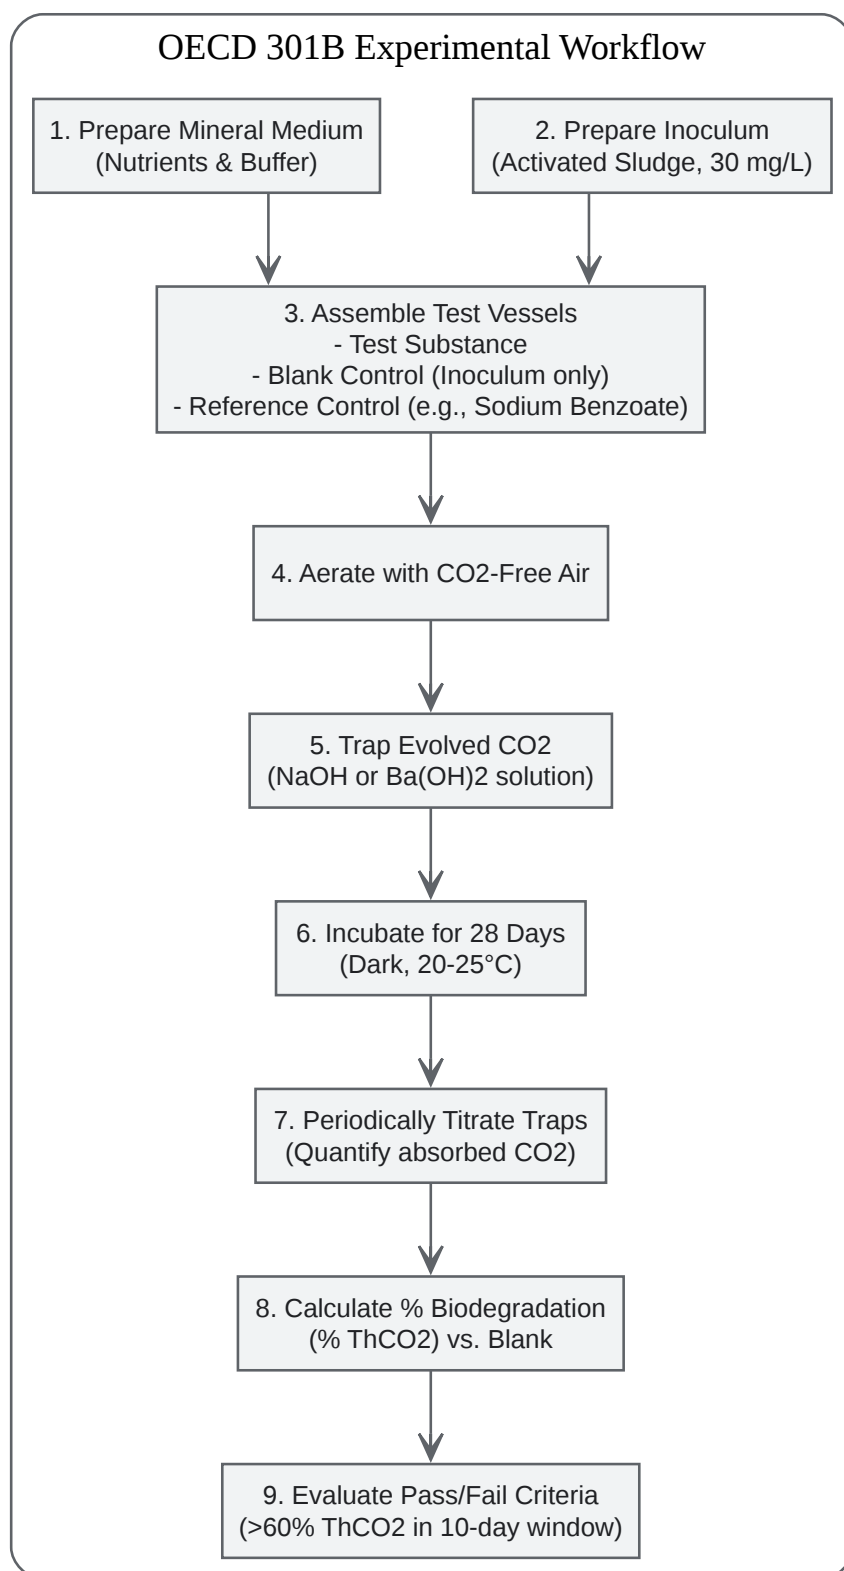 OECD 301B Experimental Workflow
1. Prepare Mineral Medium
(Nutrients & Buffer)
2. Prepare Inoculum
(Activated Sludge, 30 mg/L)
3. Assemble Test Vessels
- Test Substance
- Blank Control (Inoculum only)
- Reference Control (e.g., Sodium Benzoate)
4. Aerate with CO2-Free Air
5. Trap Evolved CO2
(NaOH or Ba(OH)2 solution)
6. Incubate for 28 Days
(Dark, 20-25°C)
7. Periodically Titrate Traps
(Quantify absorbed CO2)
8. Calculate % Biodegradation
(% ThCO2) vs. Blank
9. Evaluate Pass/Fail Criteria
(>60% ThCO2 in 10-day window)